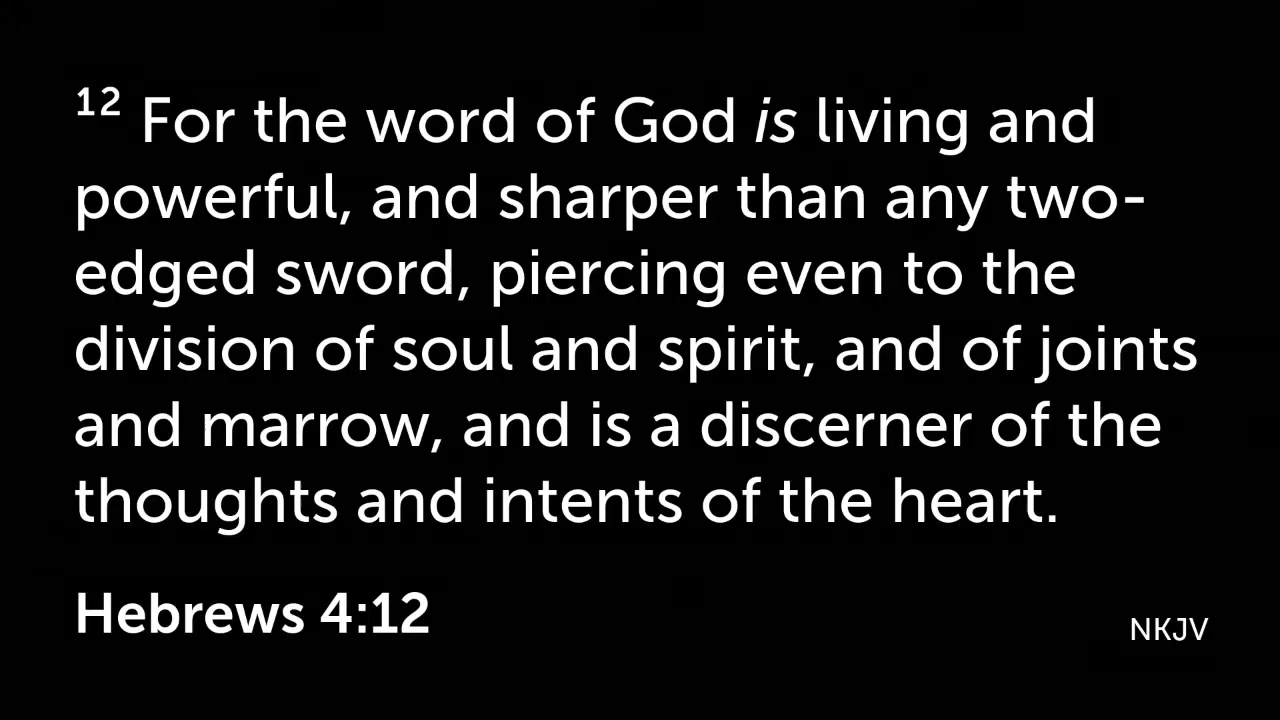 12 For the word of God is living and
powerful, and sharper than any two-
edged sword, piercing even to the
division of soul and spirit, and of joints
and marrow, and is a discerner of the
thoughts and intents of the heart.
Hebrews 4:12
NKJV